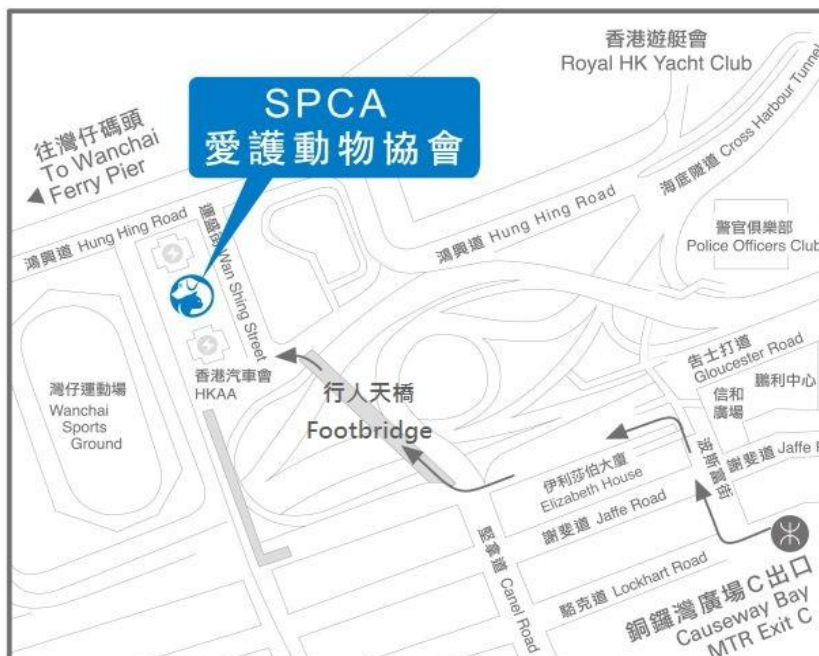 香港遊艇會
Royal HK Yacht Club
SPCA
愛護動物協會
往灣仔碼頭
To Wanchai
Ferry Pier
海底隧道 Cross Harbour Tunnel
鴻興道 Hung Hing Road
運盛街 Wan Shing Street
鴻興道 Hung Hing Road
警官俱樂部
Police Officers Club
告士打道
Gloucester Road
鵬利中心
信和
廣場
灣仔運動場
Wanchai
Sports
Ground
香港汽車會
HKAA
行人天橋
Footbridge
伊利莎伯大廈
Elizabeth House
波斯富街
謝斐道 Jaffe R
謝斐道 Jaffe Road
堅拿道 Canel Road
駱克道 Lockhart Road
銅鑼灣廣場C出口
Causeway Bay
MTR Exit C